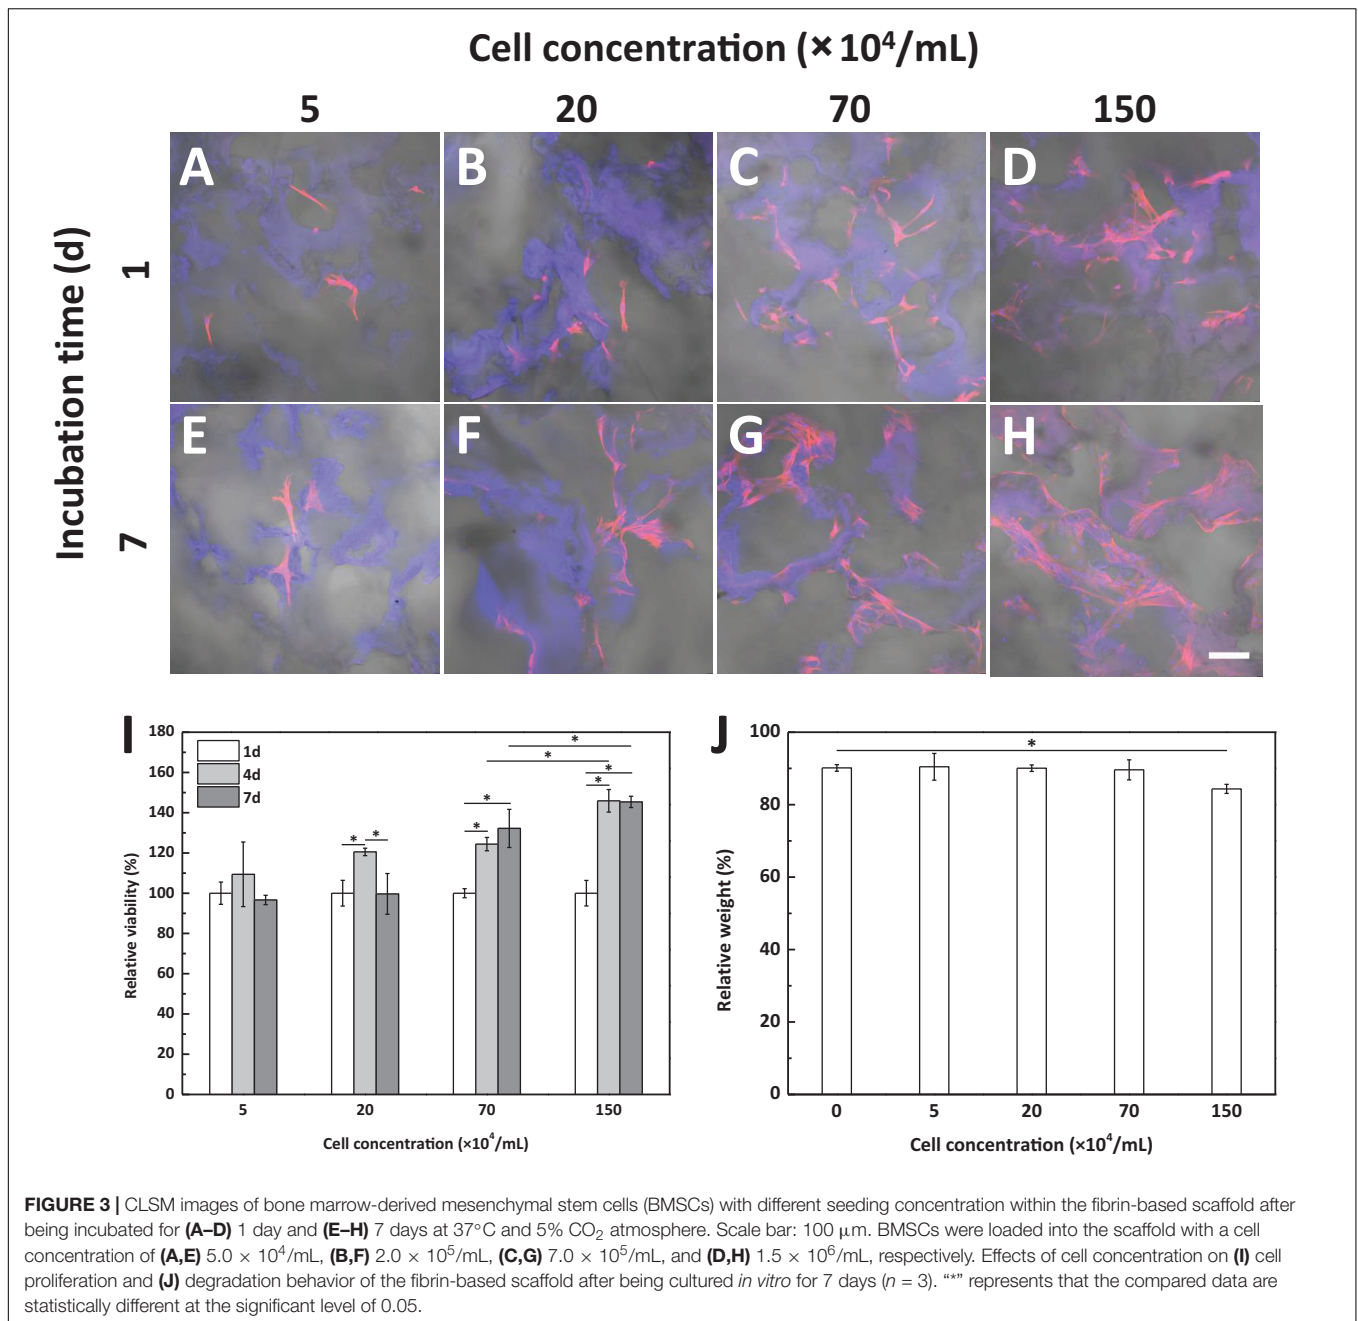 Cell concentration (× 10⁴/mL)
5 20 70 150
Incubation time (d)
1
A B C D
7
E F G H
I
180
160
140
120
100
80
60
40
20
0
Relative viability (%)
1d
4d
7d
* *
* *
* *
* *
5 20 70 150
Cell concentration (×10⁴/mL)
J
100
80
60
40
20
0
Relative weight (%)
*
0 5 20 70 150
Cell concentration (×10⁴/mL)
FIGURE 3 | CLSM images of bone marrow-derived mesenchymal stem cells (BMSCs) with different seeding concentration within the fibrin-based scaffold after
being incubated for (A–D) 1 day and (E–H) 7 days at 37°C and 5% CO₂ atmosphere. Scale bar: 100 μm. BMSCs were loaded into the scaffold with a cell
concentration of (A,E) 5.0 × 10⁴/mL, (B,F) 2.0 × 10⁵/mL, (C,G) 7.0 × 10⁵/mL, and (D,H) 1.5 × 10⁶/mL, respectively. Effects of cell concentration on (I) cell
proliferation and (J) degradation behavior of the fibrin-based scaffold after being cultured in vitro for 7 days (n = 3). “*” represents that the compared data are
statistically different at the significant level of 0.05.